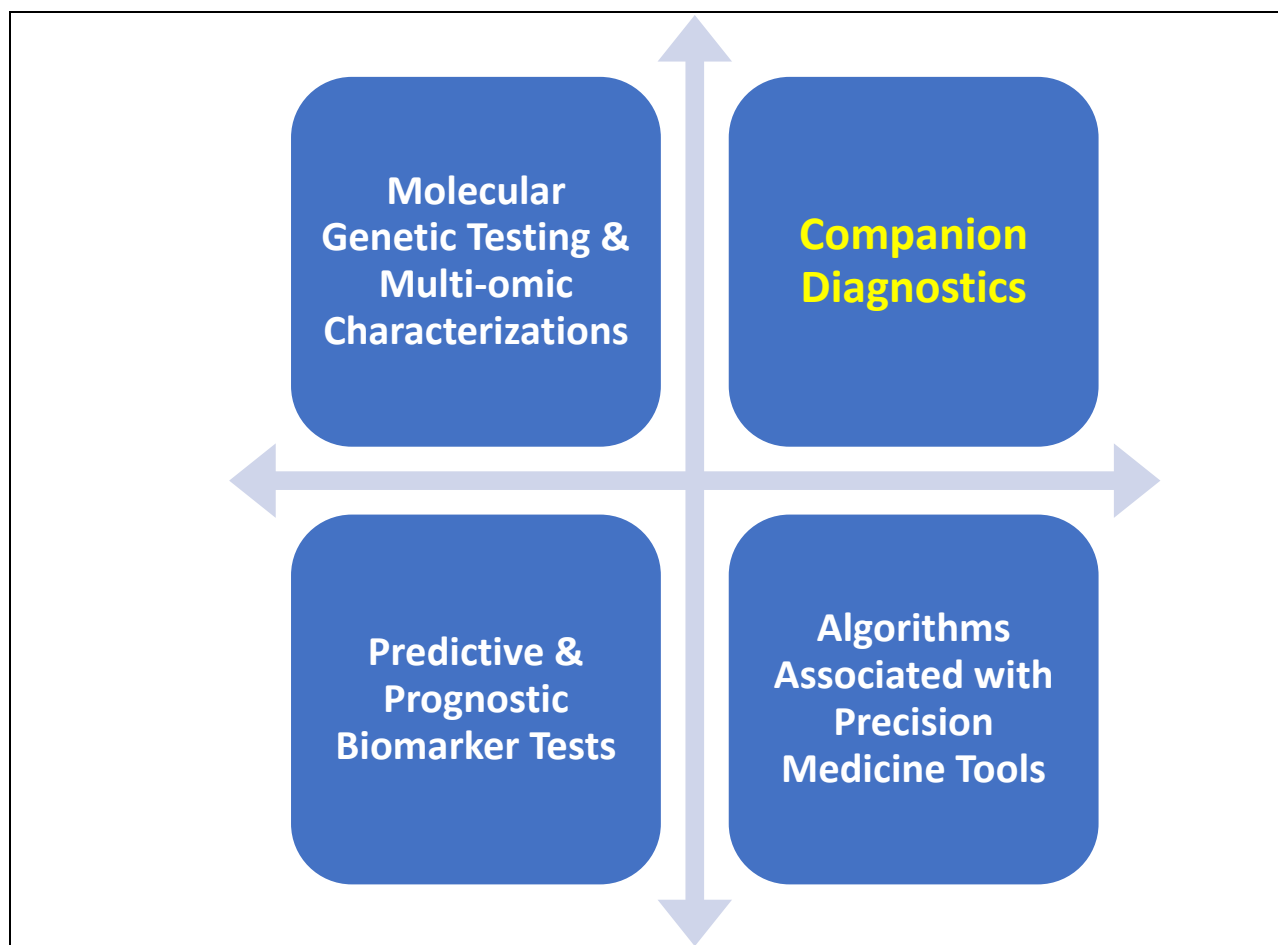 Molecular
Genetic Testing &
Multi-omic
Characterizations
Companion
Diagnostics
Predictive &
Prognostic
Biomarker Tests
Algorithms
Associated with
Precision
Medicine Tools